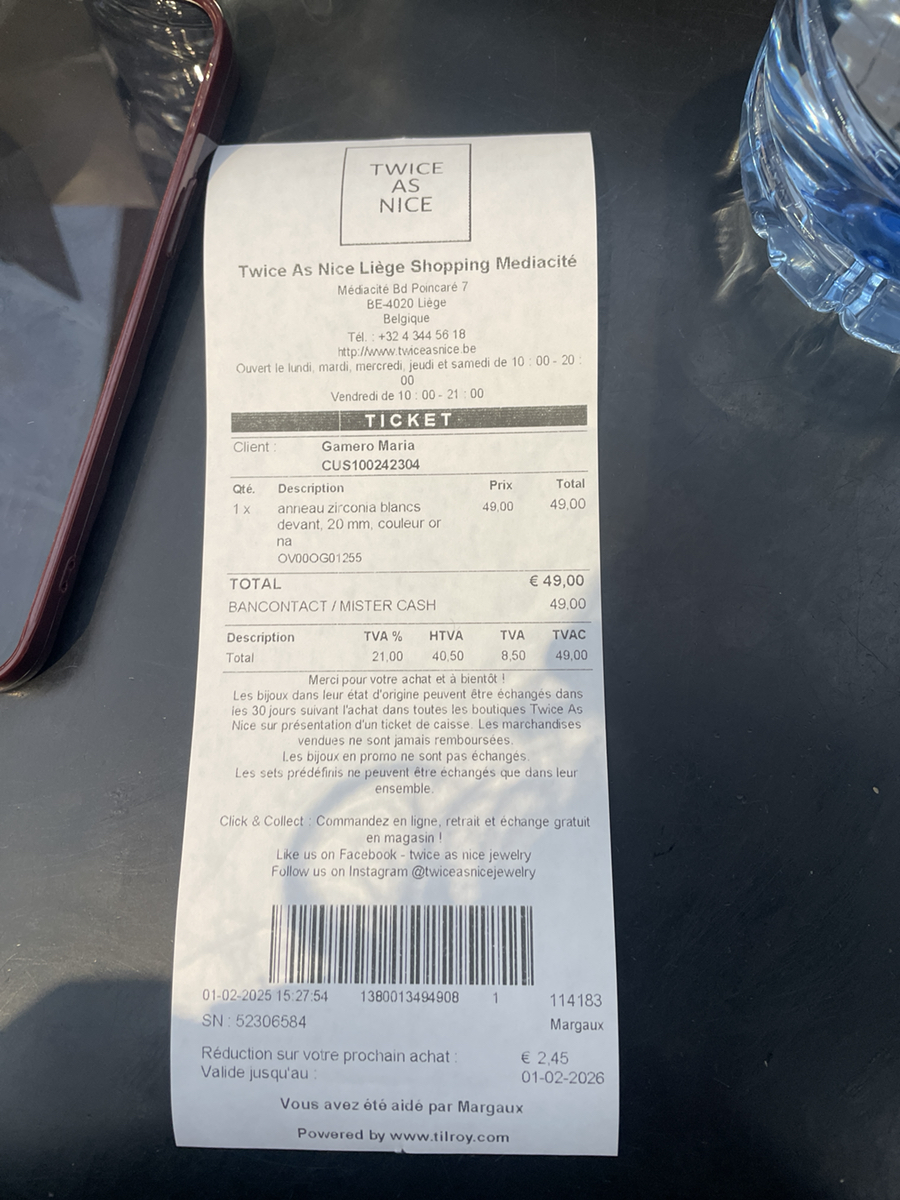 TWICE
AS
NICE
Twice As Nice Liège Shopping Mediacité
Médiacité Bd Poincaré 7
BE-4020 Liège
Belgique
Tél. : +32 4 344 56 18
http://www.twiceasnice.be
Ouvert le lundi, mardi, mercredi, jeudi et samedi de 10 : 00 - 20 :
00
Vendredi de 10 : 00 - 21 : 00
TICKET
Client : Gamero Maria
CUS100242304
Qté. Description Prix Total
1 x anneau zirconia blancs 49,00 49,00
devant, 20 mm, couleur or
na
OV00OG01255
TOTAL € 49,00
BANCONTACT / MISTER CASH 49,00
Description TVA % HTVA TVA TVAC
Total 21,00 40,50 8,50 49,00
Merci pour votre achat et à bientôt !
Les bijoux dans leur état d'origine peuvent être échangés dans
les 30 jours suivant l'achat dans toutes les boutiques Twice As
Nice sur présentation d'un ticket de caisse. Les marchandises
vendues ne sont jamais remboursées.
Les bijoux en promo ne sont pas échangés.
Les sets prédéfinis ne peuvent être échangés que dans leur
ensemble.
Click & Collect : Commandez en ligne, retrait et échange gratuit
en magasin !
Like us on Facebook - twice as nice jewelry
Follow us on Instagram @twiceasnicejewelry
01-02-2025 15:27:54 1380013494908 1 114183
SN : 52306584 Margaux
Réduction sur votre prochain achat : € 2,45
Valide jusqu'au : 01-02-2026
Vous avez été aidé par Margaux
Powered by www.tilroy.com